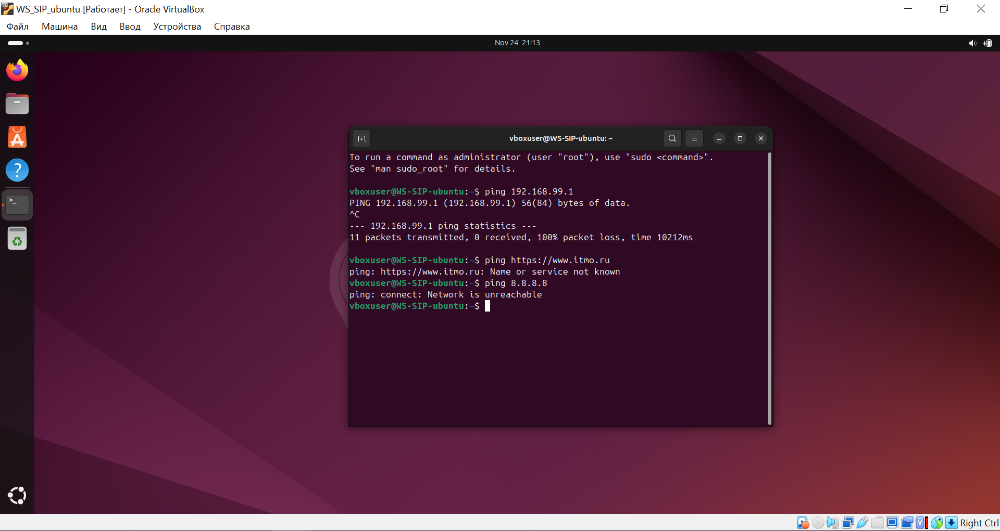 WS_SIP_ubuntu [Работает] - Oracle VirtualBox
Файл Машина Вид Ввод Устройства Справка
Nov 24 21:13
vboxuser@WS-SIP-ubuntu: ~
To run a command as administrator (user "root"), use "sudo <command>".
See "man sudo_root" for details.
vboxuser@WS-SIP-ubuntu:~$ ping 192.168.99.1
PING 192.168.99.1 (192.168.99.1) 56(84) bytes of data.
^C
--- 192.168.99.1 ping statistics ---
11 packets transmitted, 0 received, 100% packet loss, time 10212ms
vboxuser@WS-SIP-ubuntu:~$ ping https://www.itmo.ru
ping: https://www.itmo.ru: Name or service not known
vboxuser@WS-SIP-ubuntu:~$ ping 8.8.8.8
ping: connect: Network is unreachable
vboxuser@WS-SIP-ubuntu:~$
Right Ctrl